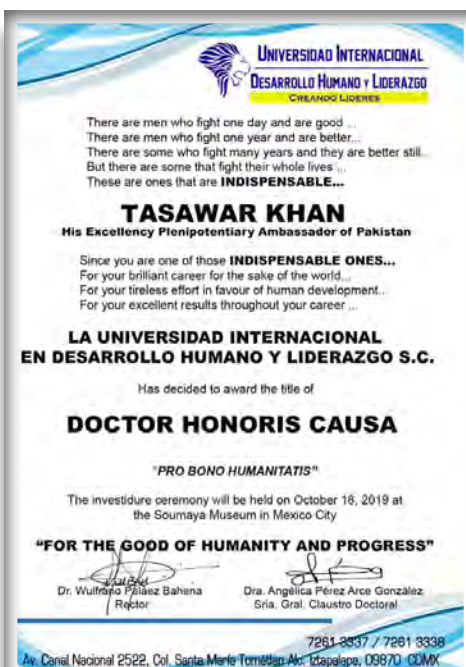 UNIVERSIDAD INTERNACIONAL
DESARROLLO HUMANO Y LIDERAZGO
CREANDO LIDERES
There are men who fight one day and are good ...
There are men who fight one year and are better...
There are some who fight many years and they are better still...
But there are some that fight their whole lives ...
These are ones that are INDISPENSABLE...
TASAWAR KHAN
His Excellency Plenipotentiary Ambassador of Pakistan
Since you are one of those INDISPENSABLE ONES...
For your brilliant career for the sake of the world...
For your tireless effort in favour of human development...
For your excellent results throughout your career ...
LA UNIVERSIDAD INTERNACIONAL
EN DESARROLLO HUMANO Y LIDERAZGO S.C.
Has decided to award the title of
DOCTOR HONORIS CAUSA
"PRO BONO HUMANITATIS"
The investidure ceremony will be held on October 18, 2019 at
the Soumaya Museum in Mexico City
"FOR THE GOOD OF HUMANITY AND PROGRESS"
Dr. Wulfrano Peláez Bahena
Rector
Dra. Angélica Pérez Arce González
Sria. Gral. Claustro Doctoral
7261 3337 / 7261 3338
Av. Canal Nacional 2522, Col. Santa María Tomatlán Alc. Iztapalapa, 09870 CDMX